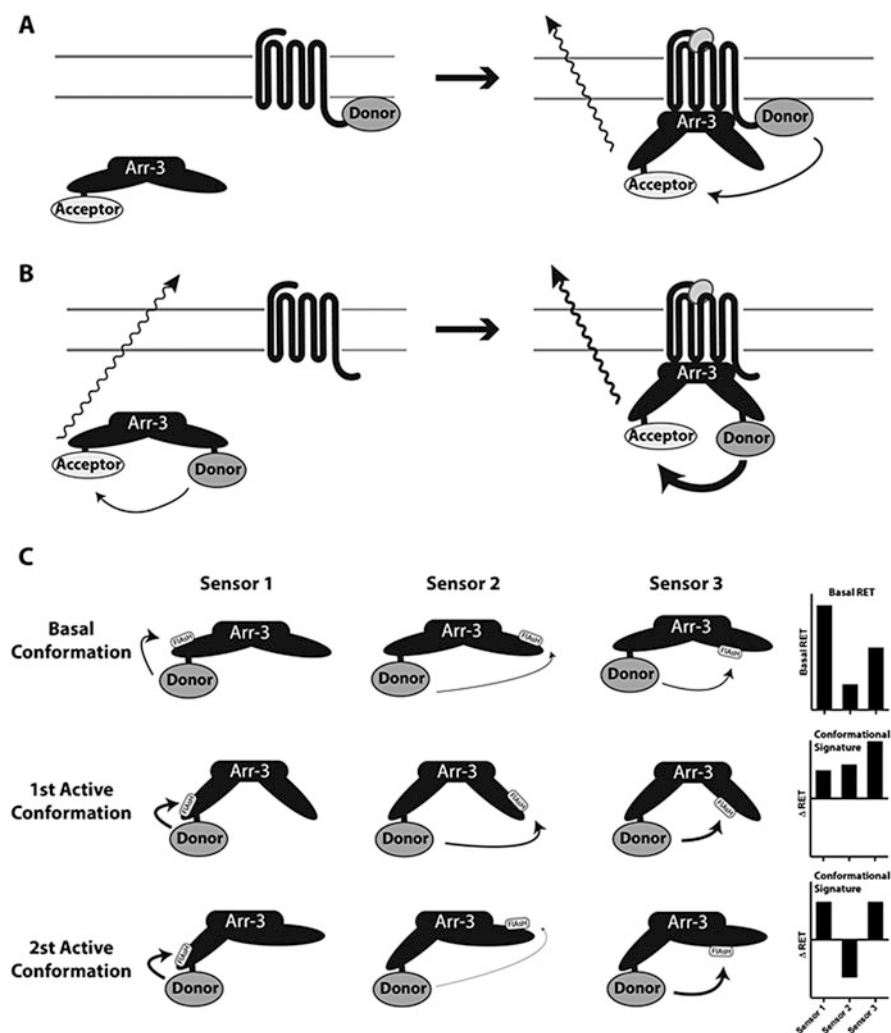 A
Donor
Arr-3
Acceptor
Arr-3
Donor
Acceptor
B
Arr-3
Acceptor
Donor
Arr-3
Acceptor
Donor
C
Sensor 1
Sensor 2
Sensor 3
Basal
Conformation
FlAsH
Arr-3
Donor
Arr-3
FlAsH
Donor
Arr-3
FlAsH
Donor
Basal RET
Basal RET
1st Active
Conformation
Arr-3
FlAsH
Donor
Arr-3
FlAsH
Donor
Arr-3
FlAsH
Donor
Conformational
Signature
Δ RET
2st Active
Conformation
Arr-3
FlAsH
Donor
Arr-3
FlAsH
Donor
Arr-3
FlAsH
Donor
Conformational
Signature
Δ RET
Sensor 1
Sensor 2
Sensor 3